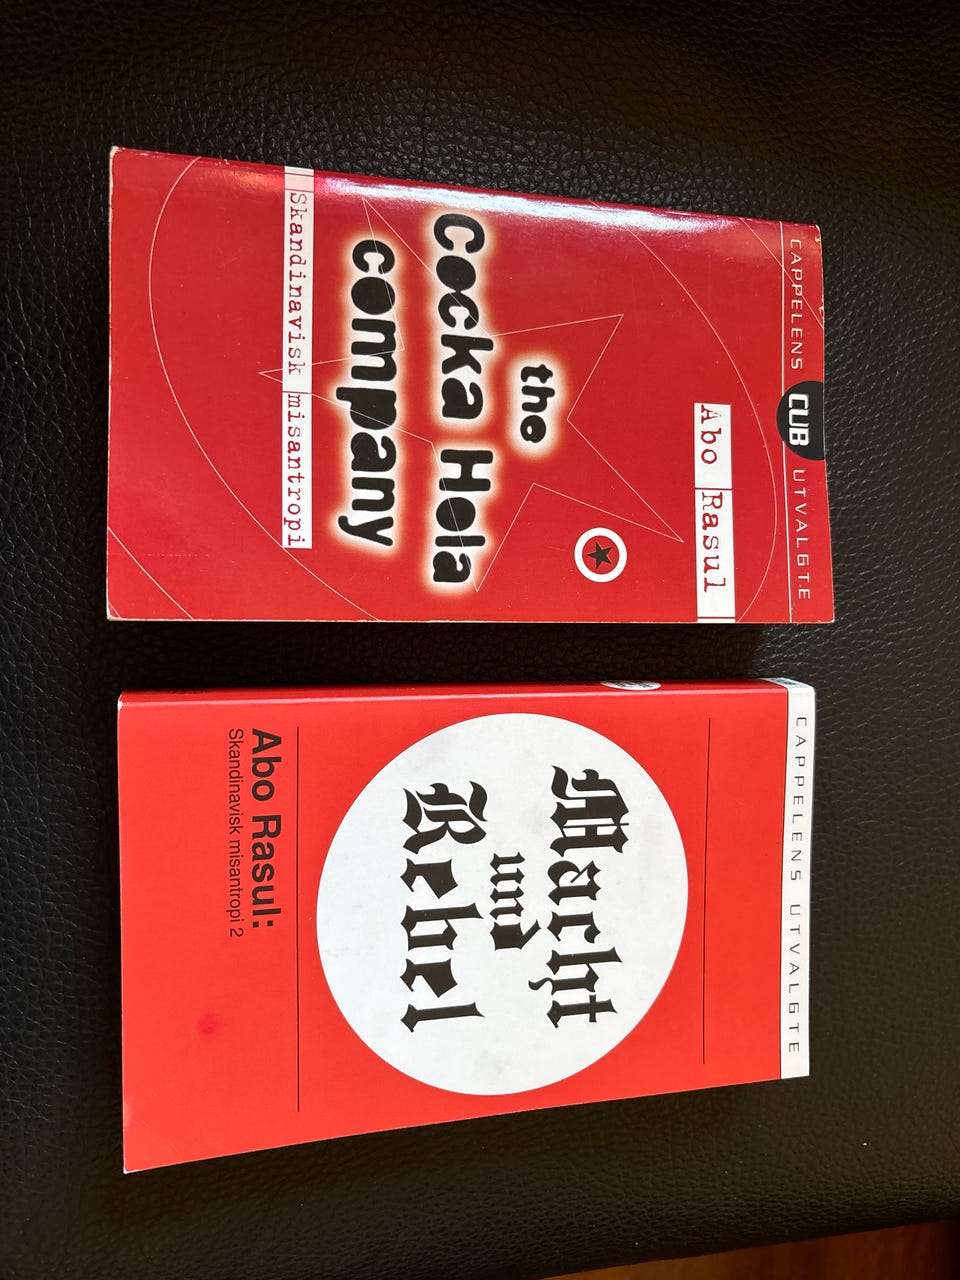 CAPPELENS CUB UTVALGTE
Abo Rasul
the
Cocka Hola
company
Skandinavisk misantropi
CAPPELENS UTVALGTE
Macht
und
Rebel
Abo Rasul:
Skandinavisk misantropi 2